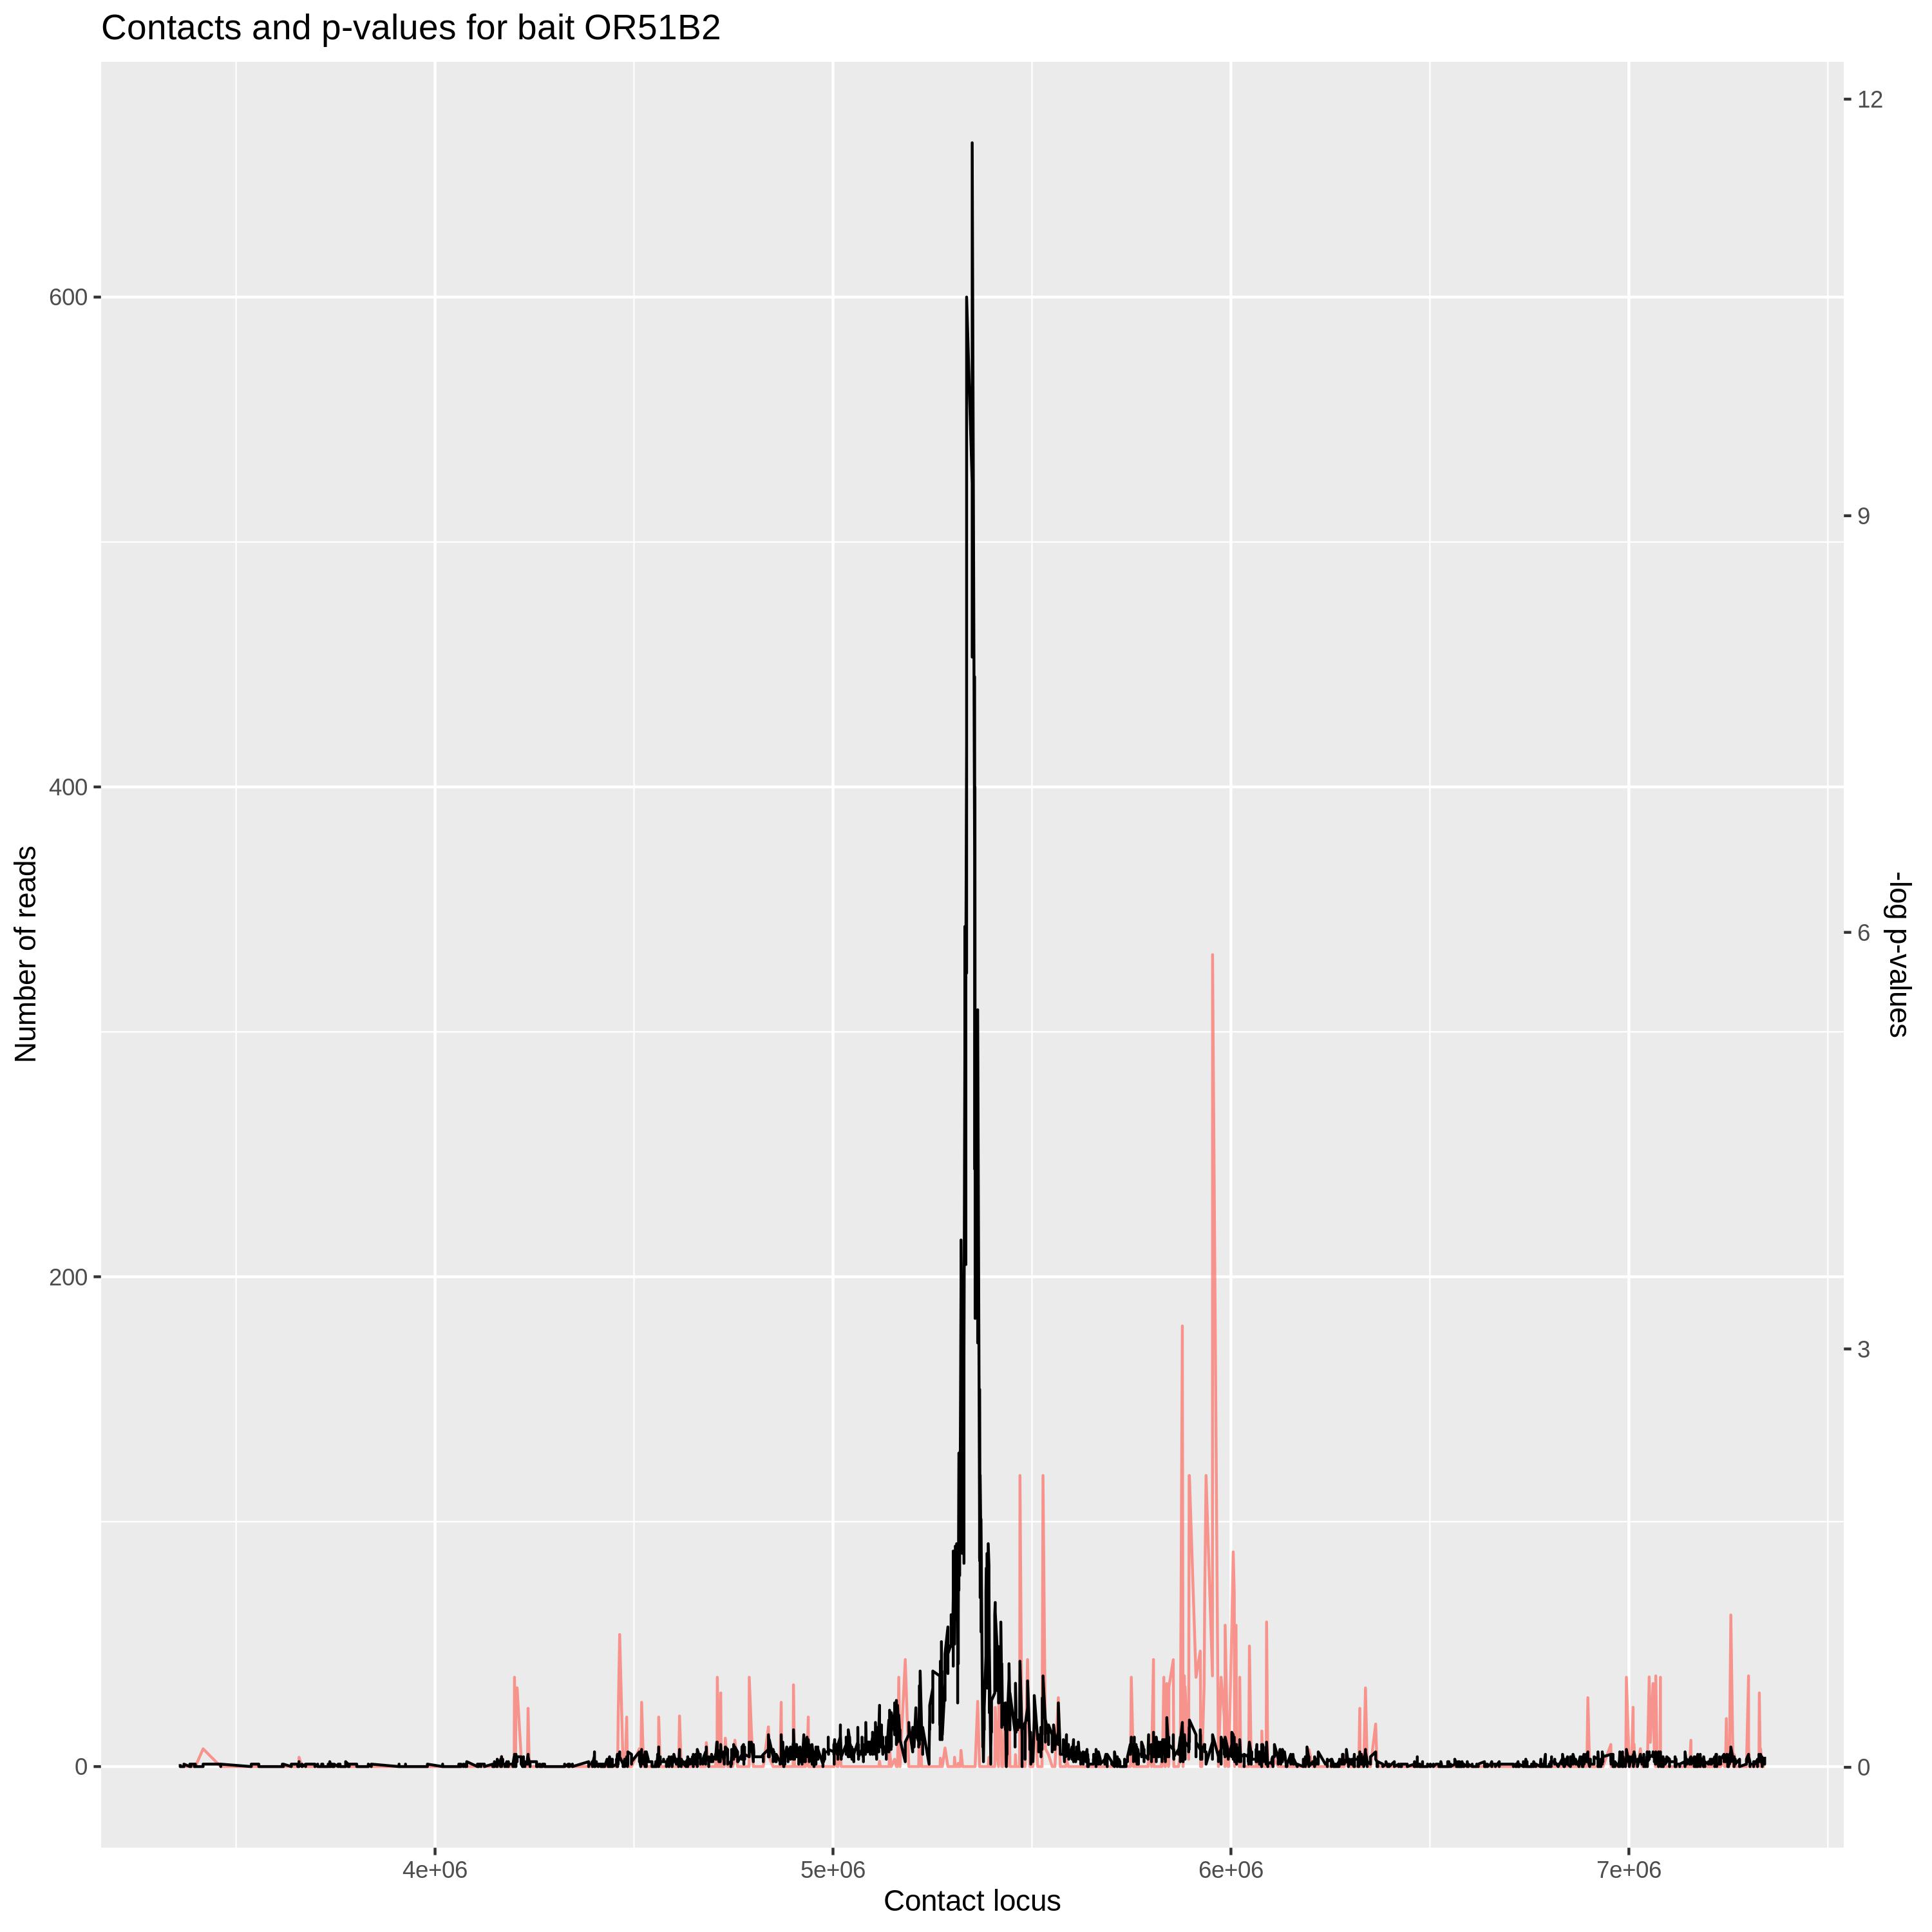 Contacts and p-values for bait OR51B2
12
600
9
400
Number of reads
-log p-values
6
200
3
0
0
4e+06
5e+06
6e+06
7e+06
Contact locus